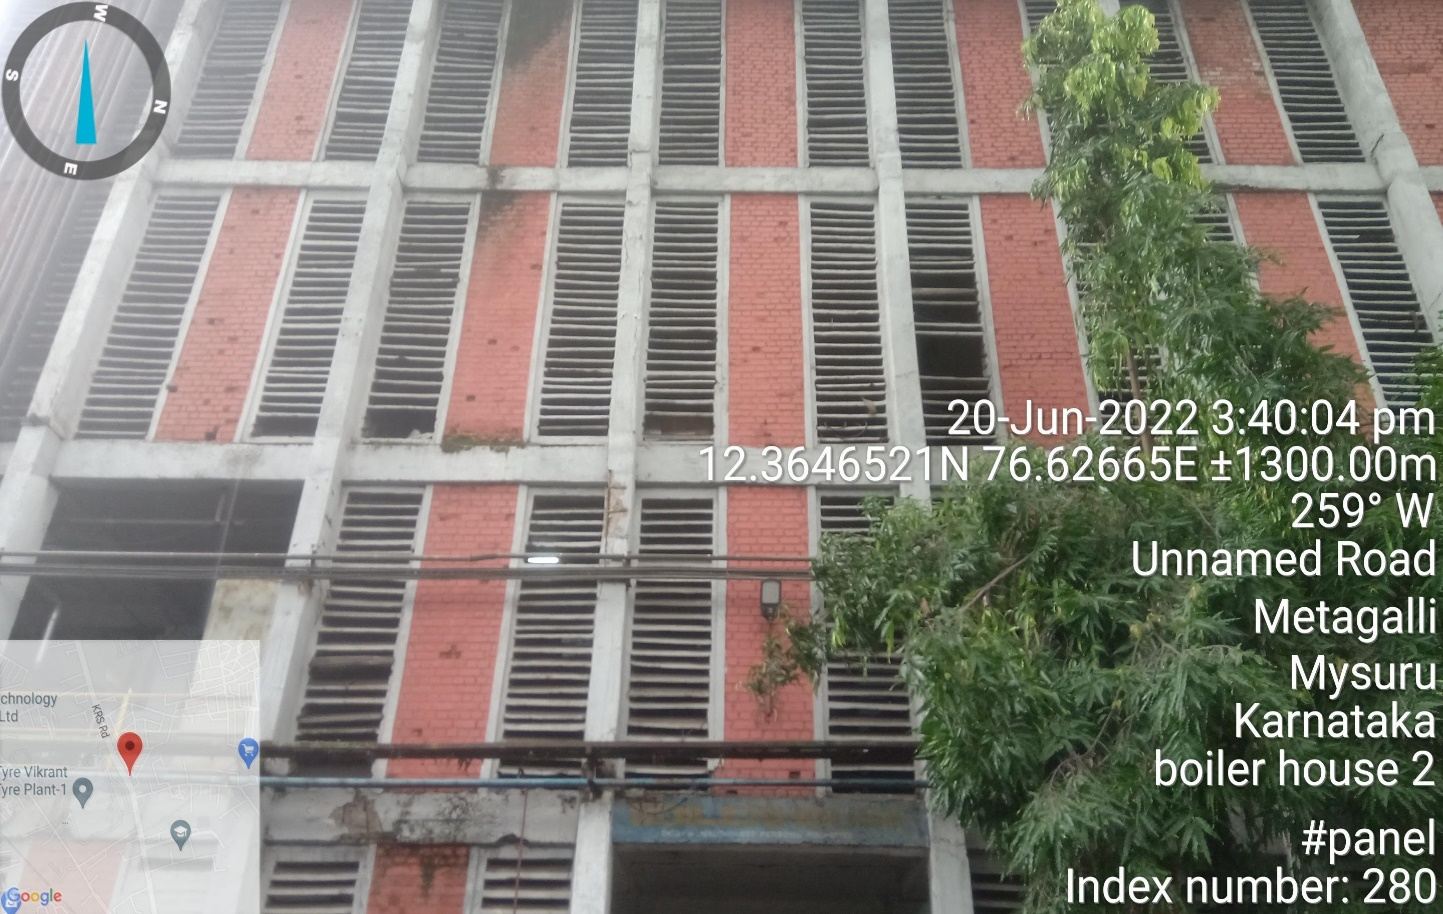 W
S
N
E
20-Jun-2022 3:40:04 pm
12.3646521N 76.62665E ±1300.00m
259° W
Unnamed Road
Metagalli
Mysuru
Karnataka
boiler house 2
#panel
Index number: 280
chnology
Ltd
KRS Rd
Tyre Vikrant
Tyre Plant-1
Google